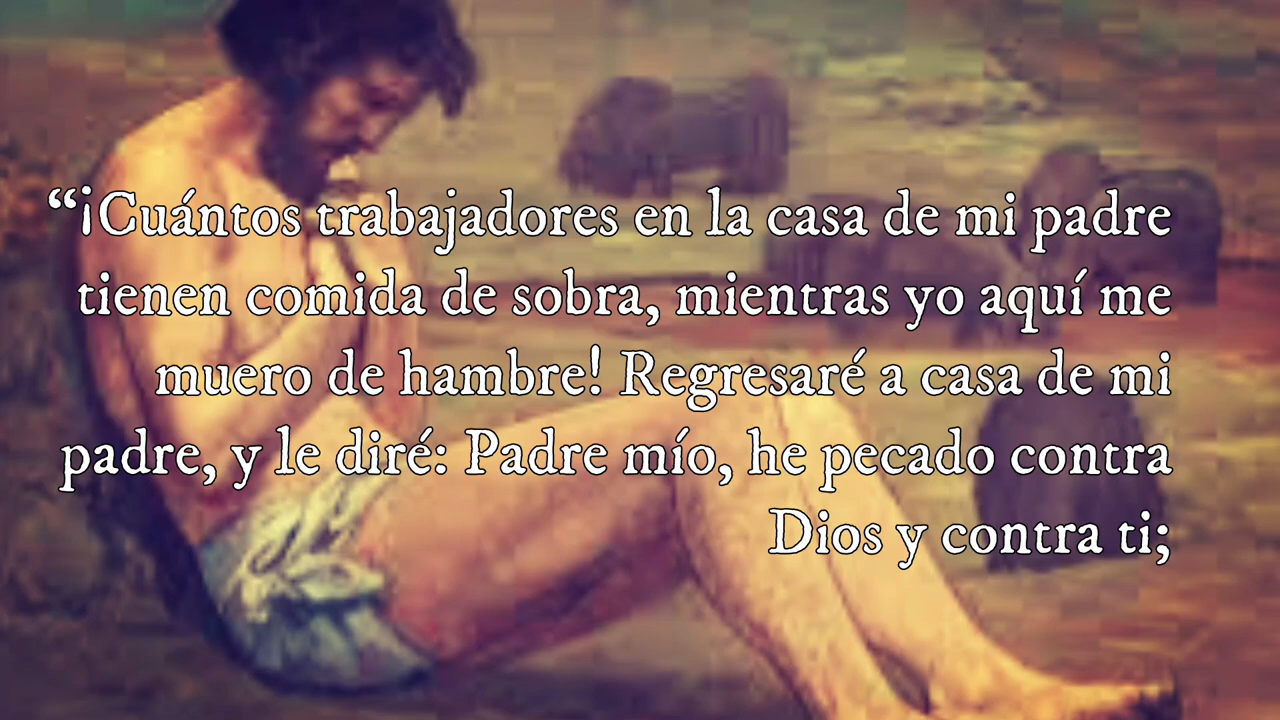 “¡Cuántos trabajadores en la casa de mi padre
tienen comida de sobra, mientras yo aquí me
muero de hambre! Regresaré a casa de mi
padre, y le diré: Padre mío, he pecado contra
Dios y contra ti;